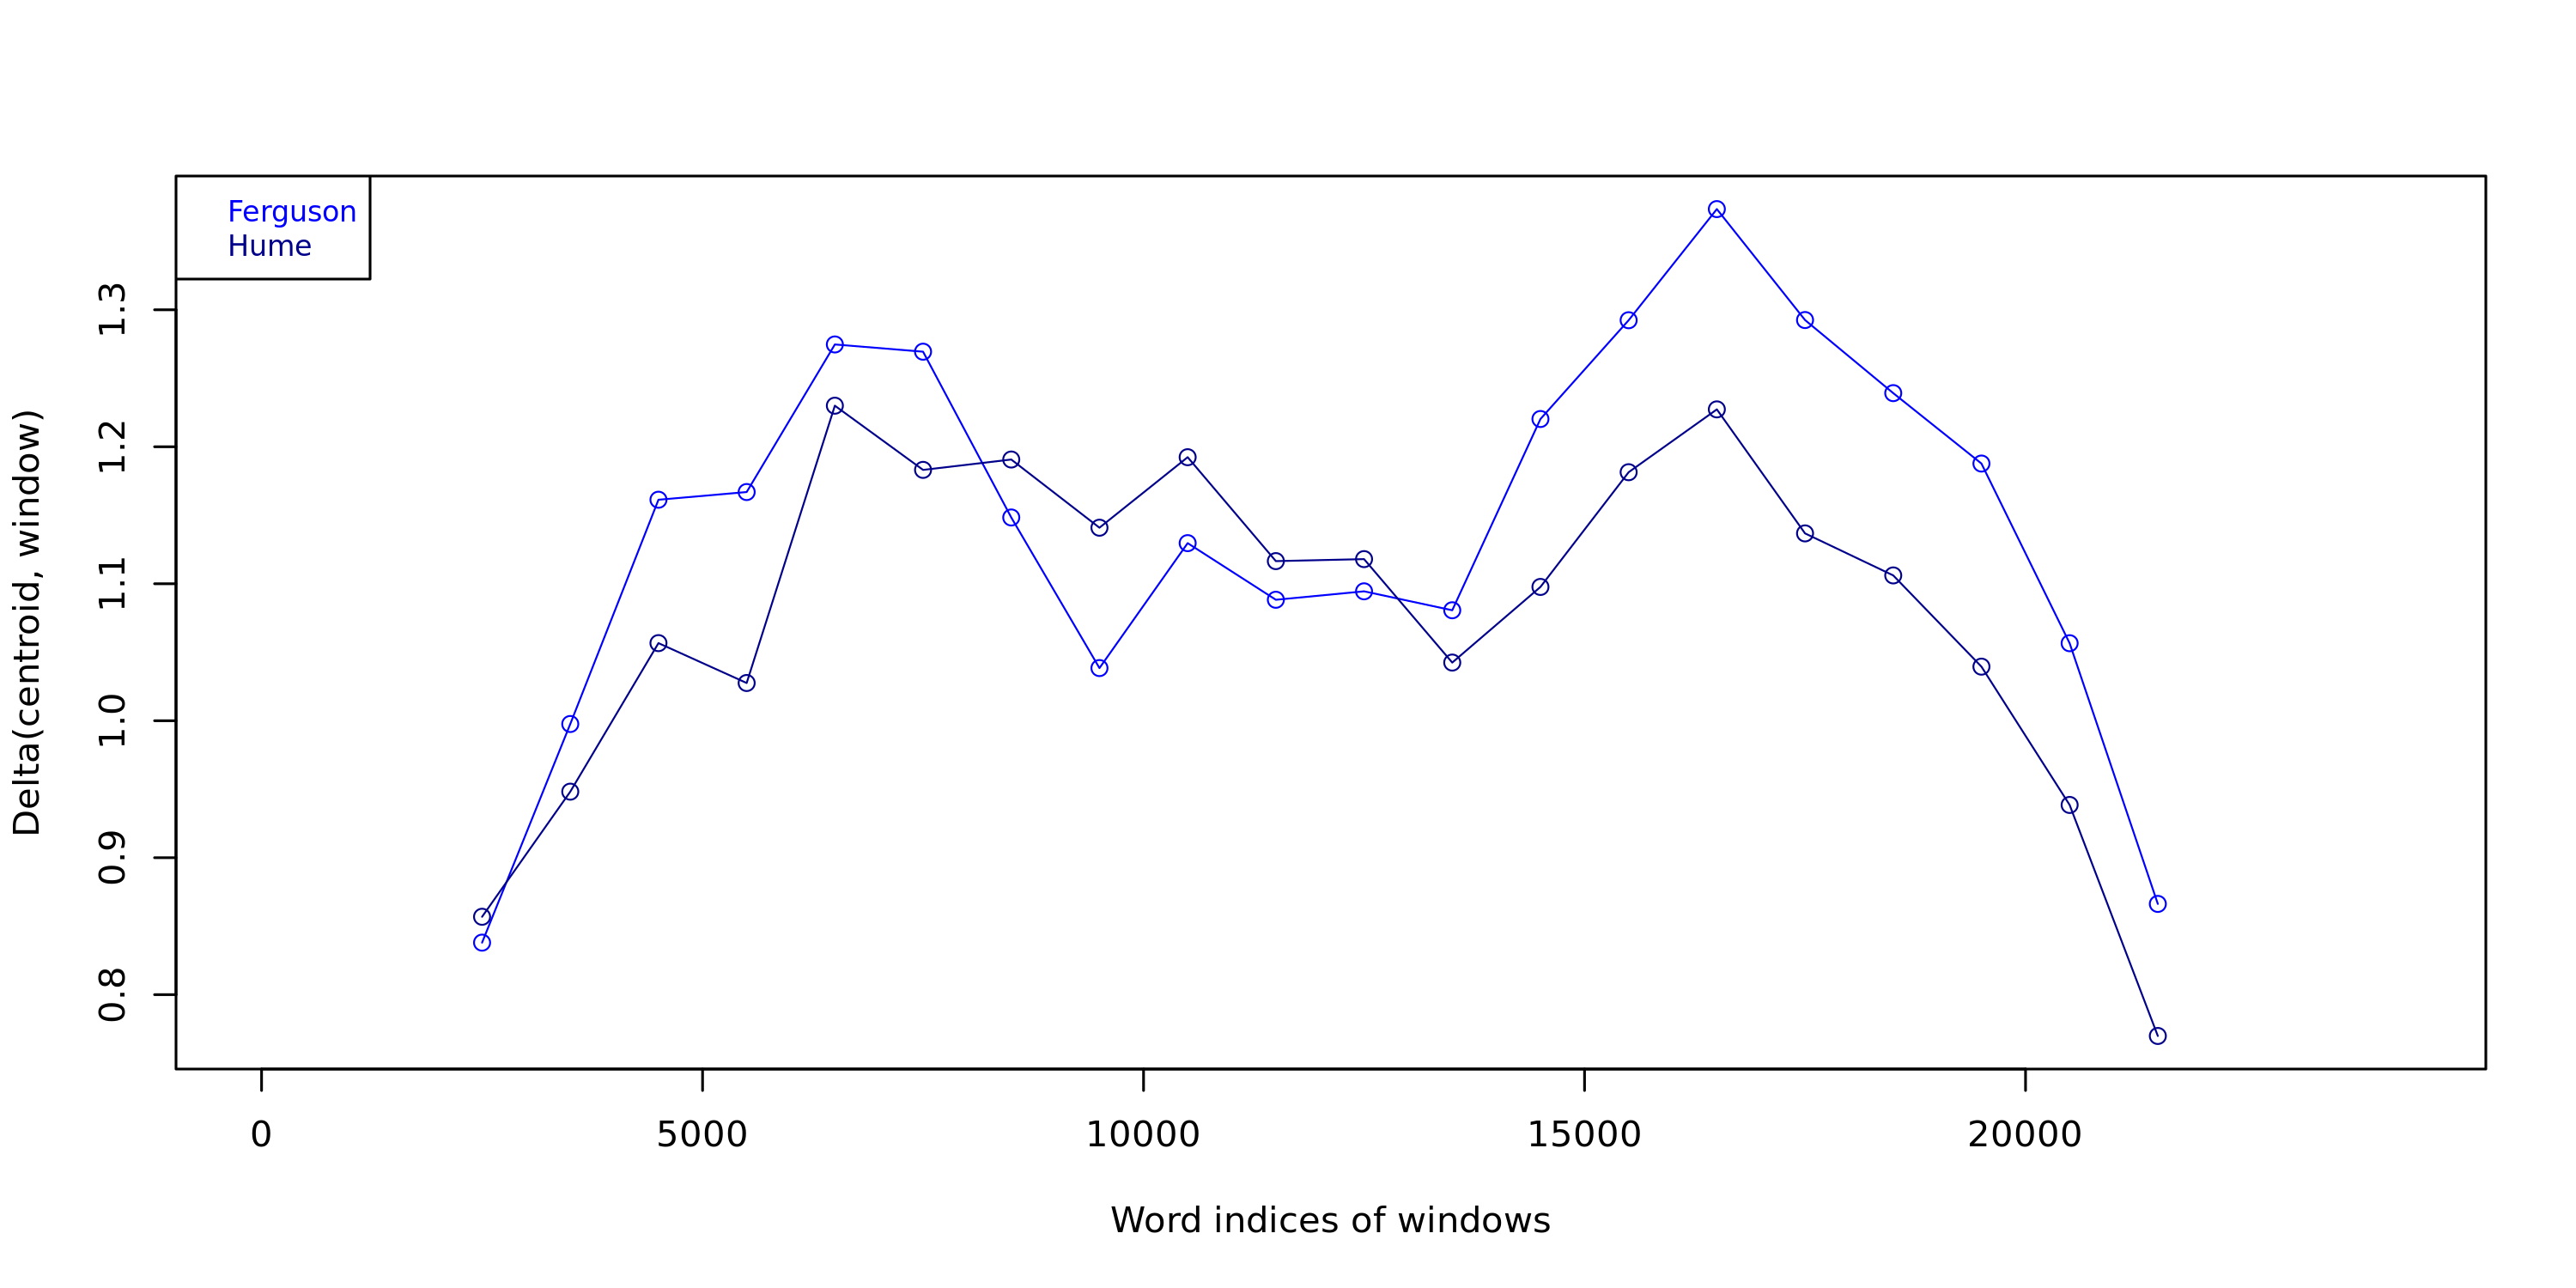 Ferguson
Hume
Delta(centroid, window)
1.3
1.2
1.1
1.0
0.9
0.8
0
5000
10000
15000
20000
Word indices of windows